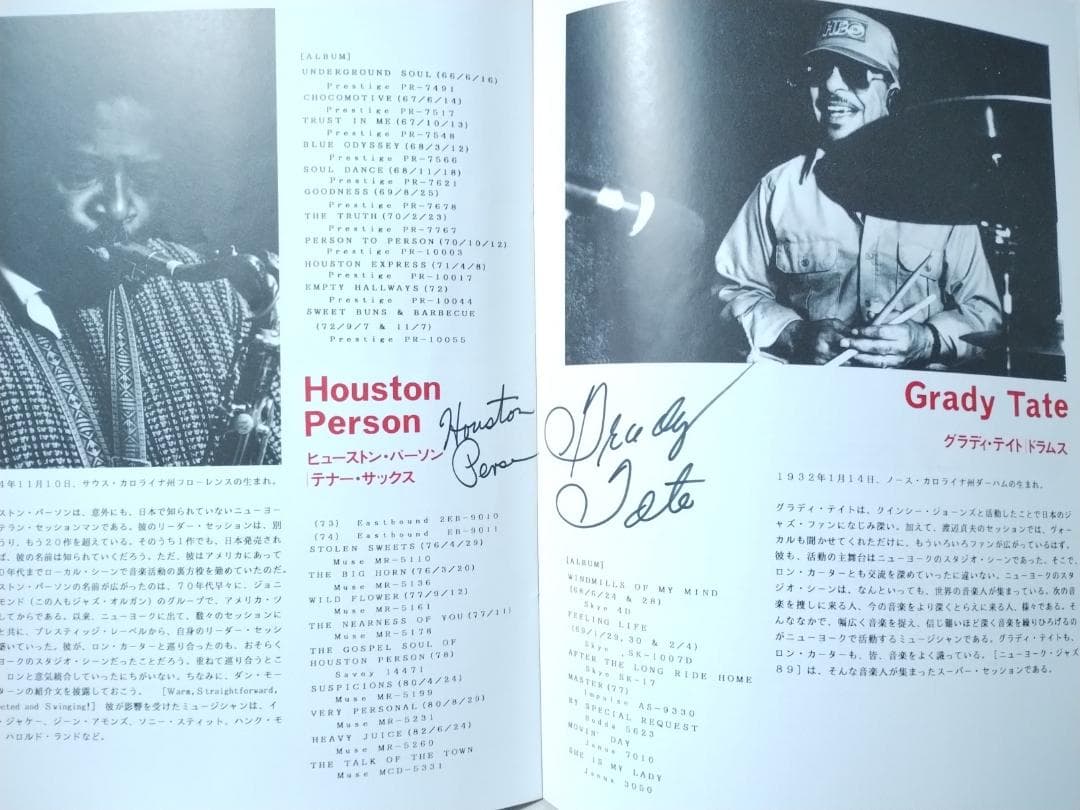 [ALBUM]
UNDERGROUND SOUL (66/6/16)
Prestige PR-7491
CHOCOMOTIVE (67/6/14)
Prestige PR-7517
TRUST IN ME (67/10/13)
Prestige PR-7548
BLUE ODYSSEY (68/3/12)
Prestige PR-7566
SOUL DANCE (68/11/18)
Prestige PR-7621
GOODNESS (69/8/25)
Prestige PR-7678
THE TRUTH (70/2/23)
Prestige PR-7767
PERSON TO PERSON (70/10/12)
Prestige PR-10003
HOUSTON EXPRESS (71/4/8)
Prestige PR-10017
EMPTY HALLWAYS (72)
Prestige PR-10044
SWEET BUNS & BARBECUE
(72/9/7 & 11/7)
Prestige PR-10055
Houston
Person
Houston
Person
ヒューストン・パーソン
テナー・サックス
4年11月10日、サウス・カロライナ州フローレンスの生まれ。
ストン・パーソンは、意外にも、日本で知られていないニューヨー
テラン・セッションマンである。彼のリーダー・セッションは、別
うり、もう20作を超えている。そのうち1作でも、日本発売され
ば、彼の名前は知られていくだろう。ただ、彼はアメリカにあって
0年代までローカル・シーンで音楽活動の裏方役を勤めていたのだ。
ストン・パーソンの名前が広がったのは、70年代早々に、ジョニ
モンド（この人もジャズ・オルガン）のグループで、アメリカ・ツ
してからである。以来、ニューヨークに出て、数々のセッションに
と共に、プレスティッジ・レーベルから、自身のリーダー・セッシ
築いていった。彼が、ロン・カーターと巡り合ったのも、おそらく
ヨークのスタジオ・シーンだったことだろう。重ねて巡り合うとこ
ロンと意気統合していったにちがいない。ちなみに、ダン・モー
ターンの紹介文を披露しておこう。 [Warm,Straightforward,
ected and Swinging!] 彼が影響を受けたミュージシャンは、イ
・ジャケー、ジーン・アモンズ、ソニー・スティット、ハンク・モ
、ハロルド・ランドなど。
(73) Eastbound 2EB-9010
(74) Eastbound EB-9011
STOLEN SWEETS (76/4/29)
Muse MR-5110
THE BIG HORN (76/3/20)
Muse MR-5136
WILD FLOWER (77/9/12)
Muse MR-5161
THE NEARNESS OF YOU (77/11)
Muse MR-5178
THE GOSPEL SOUL OF
HOUSTON PERSON (78)
Savoy 14471
SUSPICIONS (80/4/24)
Muse MR-5199
VERY PERSONAL (80/8/29)
Muse MR-5231
HEAVY JUICE (82/6/24)
Muse MR-5260
THE TALK OF THE TOWN
Muse MCD-5331
HBO
Grady Tate
グラディ・テイト|ドラムス
Grady
Tate
1932年1月14日、ノース・カロライナ州ダーハムの生まれ。
グラディ・テイトは、クインシー・ジョーンズと活動したことで日本のジ
ャズ・ファンになじみ深い。加えて、渡辺貞夫のセッションでは、ヴォー
カルも聞かせてくれただけに、もういろいろファンが広がっているはず。
彼も、活動の主舞台はニューヨークのスタジオ・シーンであった。そこで、
ロン・カーターとも交流を深めていったに違いない。ニューヨークのスタ
ジオ・シーンは、なんといっても、世界の音楽人が集まっている。次の音
楽を捜しに来る人、今の音楽をより深くとらえに来る人、様々である。そ
んななかで、幅広く音楽を捉え、信じ難いほど深く音楽を練りひろげるの
がニューヨークで活動するミュージシャンである。グラディ・テイトも、
ロン・カーターも、皆、音楽をよく識っている。[ニューヨーク・ジャズ
89] は、そんな音楽人が集まったスーパー・セッションである。
[ALBUM]
WINDMILLS OF MY MIND
(68/6/24 & 28)
Skye 4D
FEELING LIFE
(69/1/29,30 & 2/4)
Skye ,SK-1007D
AFTER THE LONG RIDE HOME
Skye SK-17
MASTER (77)
Impulse AS-9330
MY SPECIAL REQUEST
Budda 5623
MOWIN' DAY
Janus 7010
SHE IS MY LADY
Janus 3050